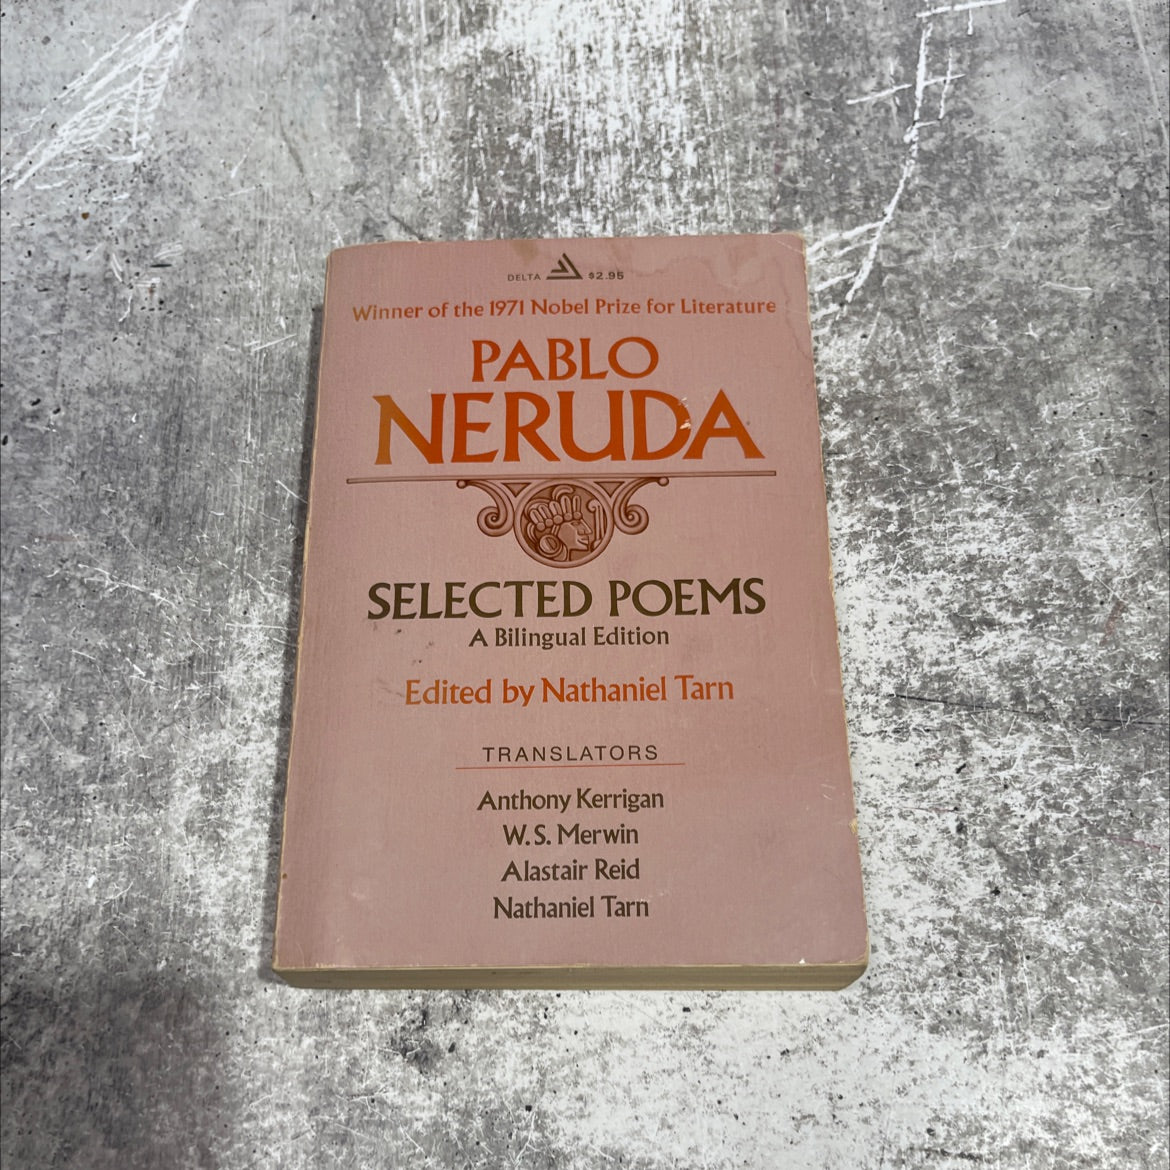 DELTA $2.95
Winner of the 1971 Nobel Prize for Literature
PABLO
NERUDA
SELECTED POEMS
A Bilingual Edition
Edited by Nathaniel Tarn
TRANSLATORS
Anthony Kerrigan
W.S. Merwin
Alastair Reid
Nathaniel Tarn